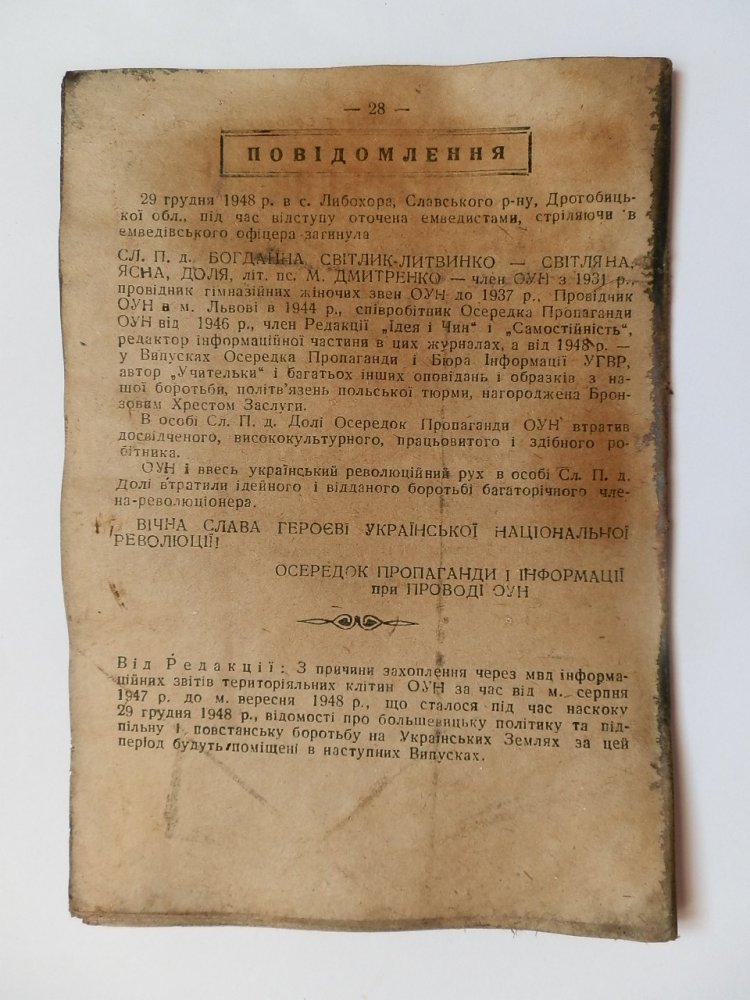 — 28 —
ПОВІДОМЛЕННЯ
29 грудня 1948 р. в с. Либохора, Славського р-ну, Дрогобиць-
кої обл., під час відступу оточена емведистами, стріляючи в
емведівського офіцера загинула
СЛ. П. д. БОГДАННА СВІТЛИК-ЛИТВИНКО — СВІТЛЯНА,
ЯСНА, ДОЛЯ, літ. пс. М. ДМИТРЕНКО — член ОУН з 1931 р.,
провідник гімназійних жіночих звен ОУН до 1937 р., Провідник
ОУН в м. Львові в 1944 р., співробітник Осередка Пропаганди
ОУН від 1946 р., член Редакції „Ідея і Чин“ і „Самостійність“,
редактор інформаційної частини в цих журналах, а від 1948 р. —
у Випусках Осередка Пропаганди і Бюра Інформації УГВР,
автор „Учительки“ і багатьох інших оповідань і образків з на-
шої боротьби, політв'язень польської тюрми, нагороджена Брон-
зовим Хрестом Заслуги.
В особі Сл. П. д. Долі Осередок Пропаганди ОУН втратив
досвідченого, висококультурного, працьовитого і здібного ро-
бітника.
ОУН і ввесь український революційний рух в особі Сл. П. д.
Долі втратили ідейного і відданого боротьбі багаторічного чле-
на-революціонера.
ВІЧНА СЛАВА ГЕРОЄВІ УКРАЇНСЬКОЇ НАЦІОНАЛЬНОЇ
РЕВОЛЮЦІЇ!
ОСЕРЕДОК ПРОПАГАНДИ І ІНФОРМАЦІЇ
при ПРОВОДІ ОУН
Від Редакції: З причини захоплення через мвд інформа-
ційних звітів територіяльних клітин ОУН за час від м. серпня
1947 р. до м. вересня 1948 р., що сталося під час наскоку
29 грудня 1948 р., відомості про большевицьку політику та під-
пільну і повстанську боротьбу на Українських Землях за цей
період будуть поміщені в наступних Випусках.